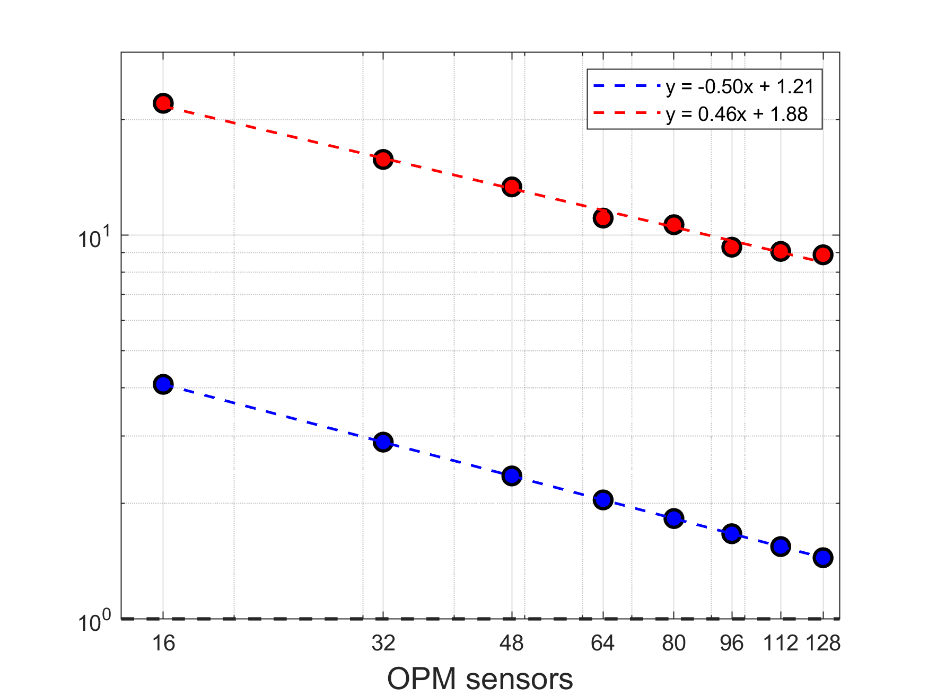 y = -0.50x + 1.21
y = 0.46x + 1.88
10^1
10^0
16 32 48 64 80 96 112 128
OPM sensors